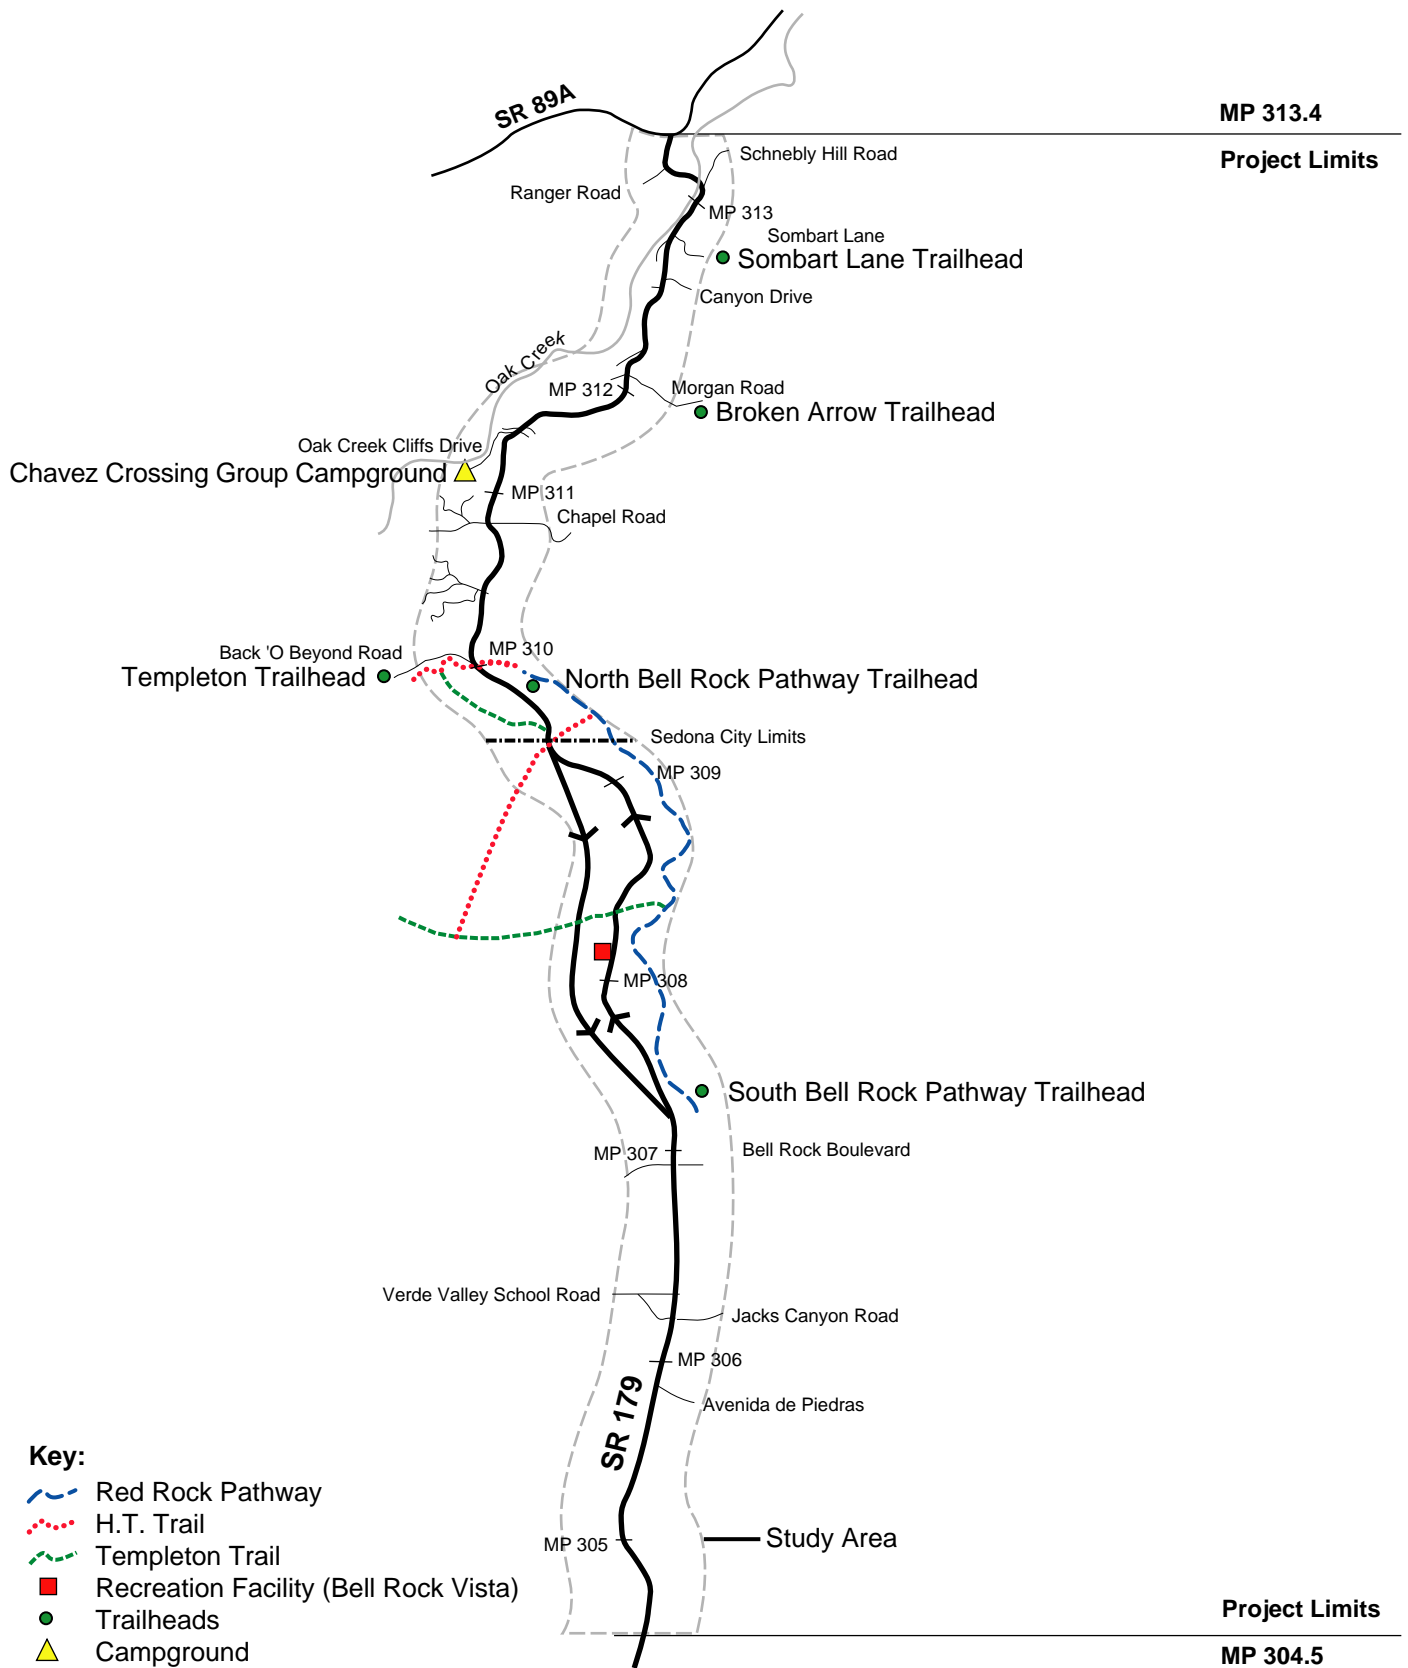 SR 89A
MP 313.4
Project Limits
Schnebly Hill Road
Ranger Road
MP 313
Sombart Lane
Sombart Lane Trailhead
Canyon Drive
Oak Creek
MP 312
Morgan Road
Broken Arrow Trailhead
Oak Creek Cliffs Drive
Chavez Crossing Group Campground
MP 311
Chapel Road
MP 310
Back 'O Beyond Road
Templeton Trailhead
North Bell Rock Pathway Trailhead
Sedona City Limits
MP 309
MP 308
South Bell Rock Pathway Trailhead
MP 307
Bell Rock Boulevard
Verde Valley School Road
Jacks Canyon Road
MP 306
Avenida de Piedras
SR 179
Key:
Red Rock Pathway
H.T. Trail
Templeton Trail
Recreation Facility (Bell Rock Vista)
Trailheads
Campground
MP 305
Study Area
Project Limits
MP 304.5